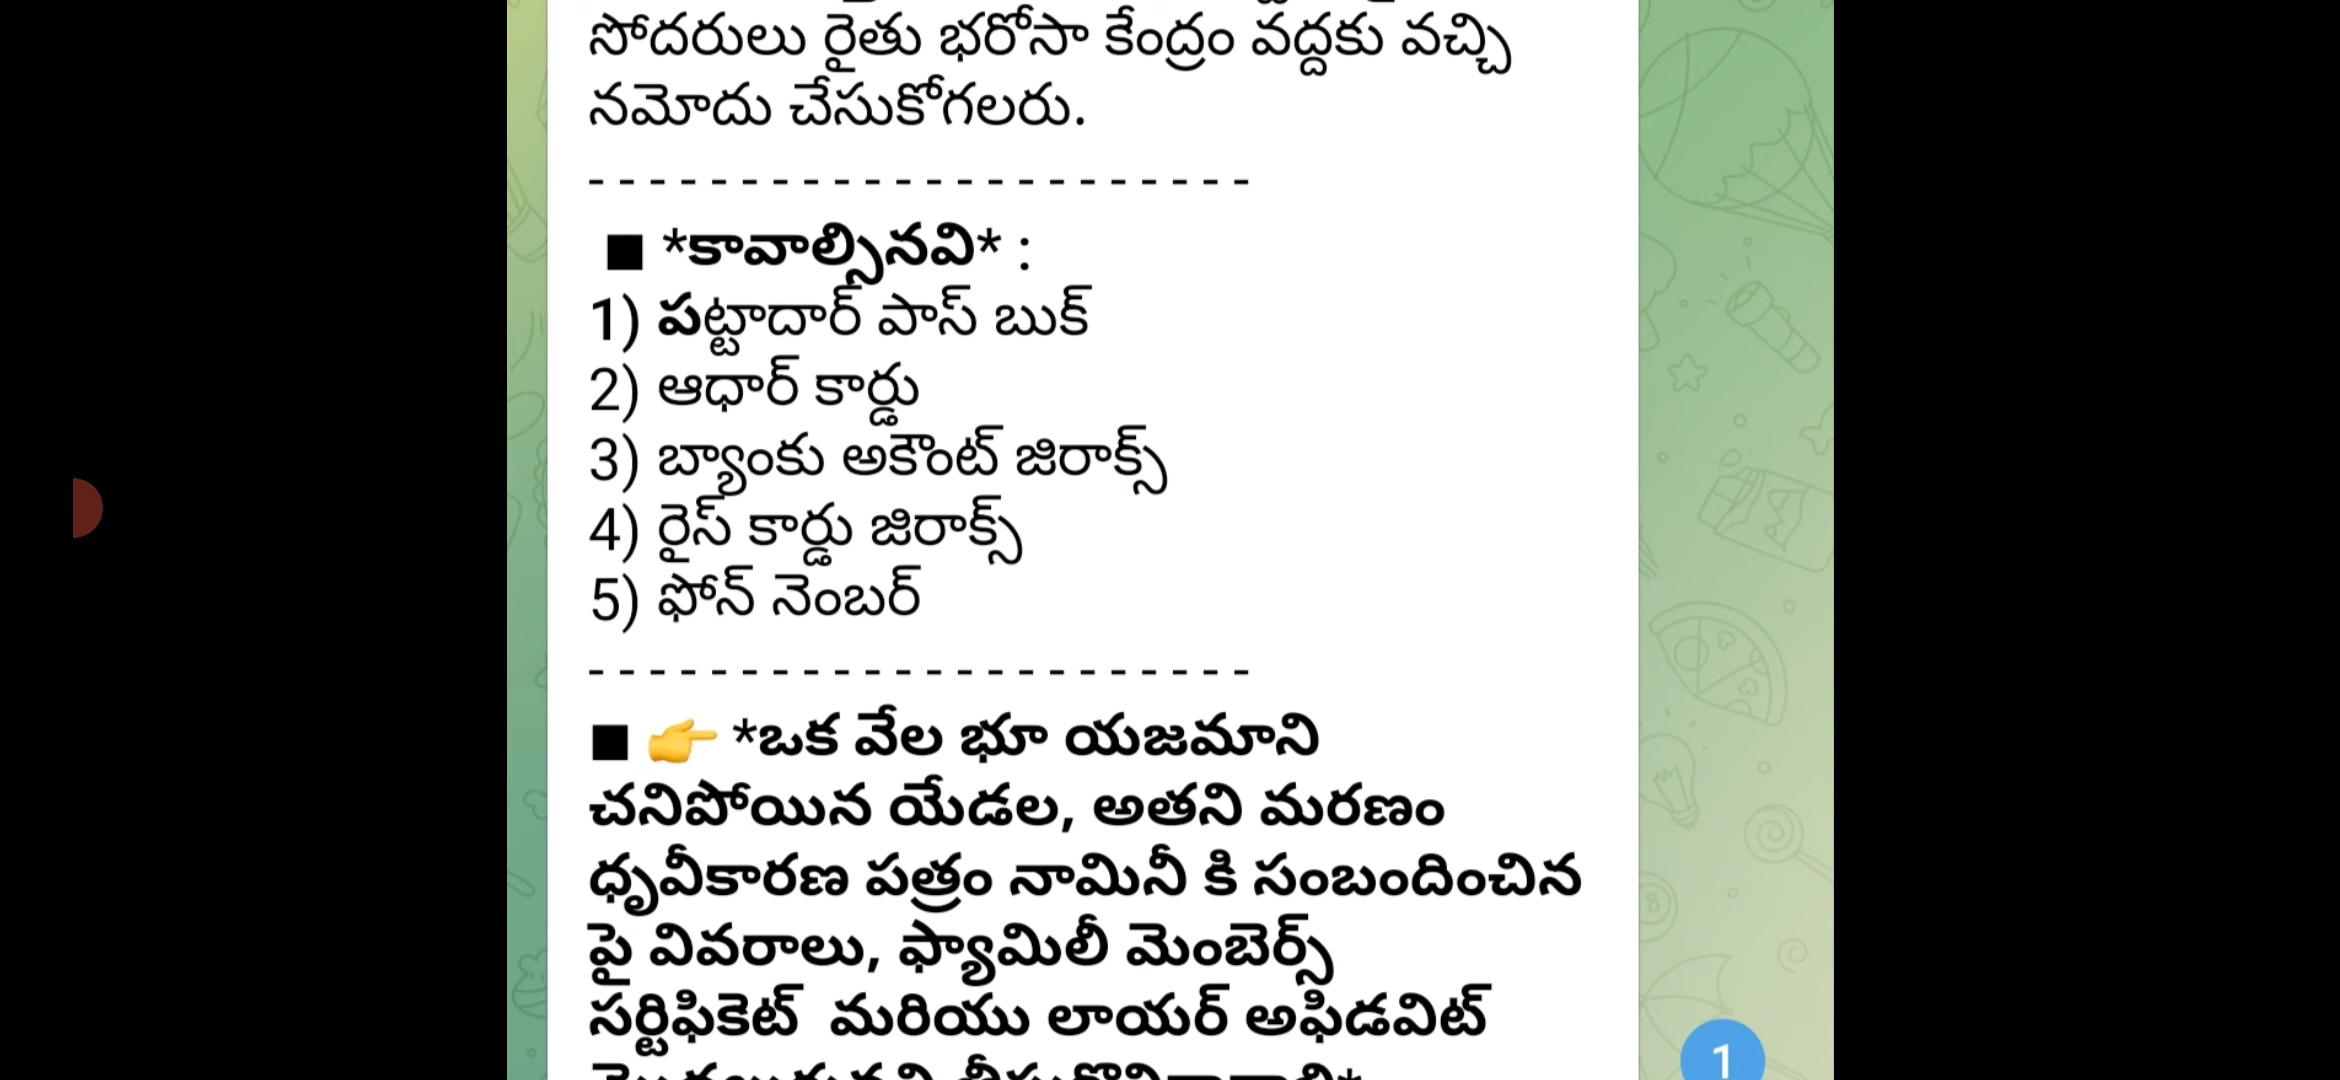 సోదరులు రైతు భరోసా కేంద్రం వద్దకు వచ్చి
నమోదు చేసుకోగలరు.
- - - - - - - - - - - - - - - - - - - - - -
■ *కావాల్సినవి* :
1) పట్టాదార్ పాస్ బుక్
2) ఆధార్ కార్డు
3) బ్యాంకు అకౌంట్ జిరాక్స్
4) రైస్ కార్డు జిరాక్స్
5) ఫోన్ నెంబర్
- - - - - - - - - - - - - - - - - - - - - -
■ 👉 *ఒక వేల భూ యజమాని
చనిపోయిన యేడల, అతని మరణం
ధృవీకారణ పత్రం నామినీ కి సంబందించిన
పై వివరాలు, ఫ్యామిలీ మెంబెర్స్
సర్టిఫికెట్  మరియు లాయర్ అఫిడవిట్
1